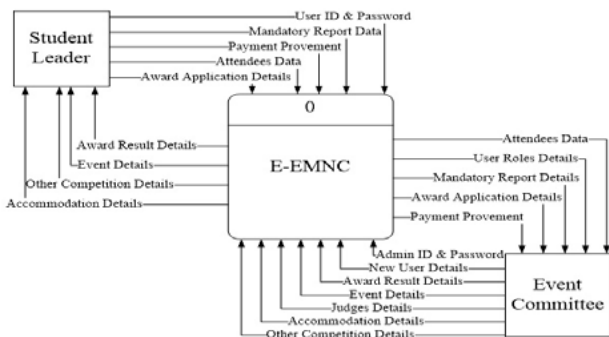 User ID & Password
Mandatory Report Data
Payment Provement
Attendees Data
Award Application Details
Student
Leader
0
E-EMNC
Award Result Details
Event Details
Other Competition Details
Accommodation Details
Attendees Data
User Roles Details
Mandatory Report Details
Award Application Details
Payment Provement
Admin ID & Password
New User Details
Award Result Details
Event Details
Judges Details
Accommodation Details
Other Competition Details
Event
Committee